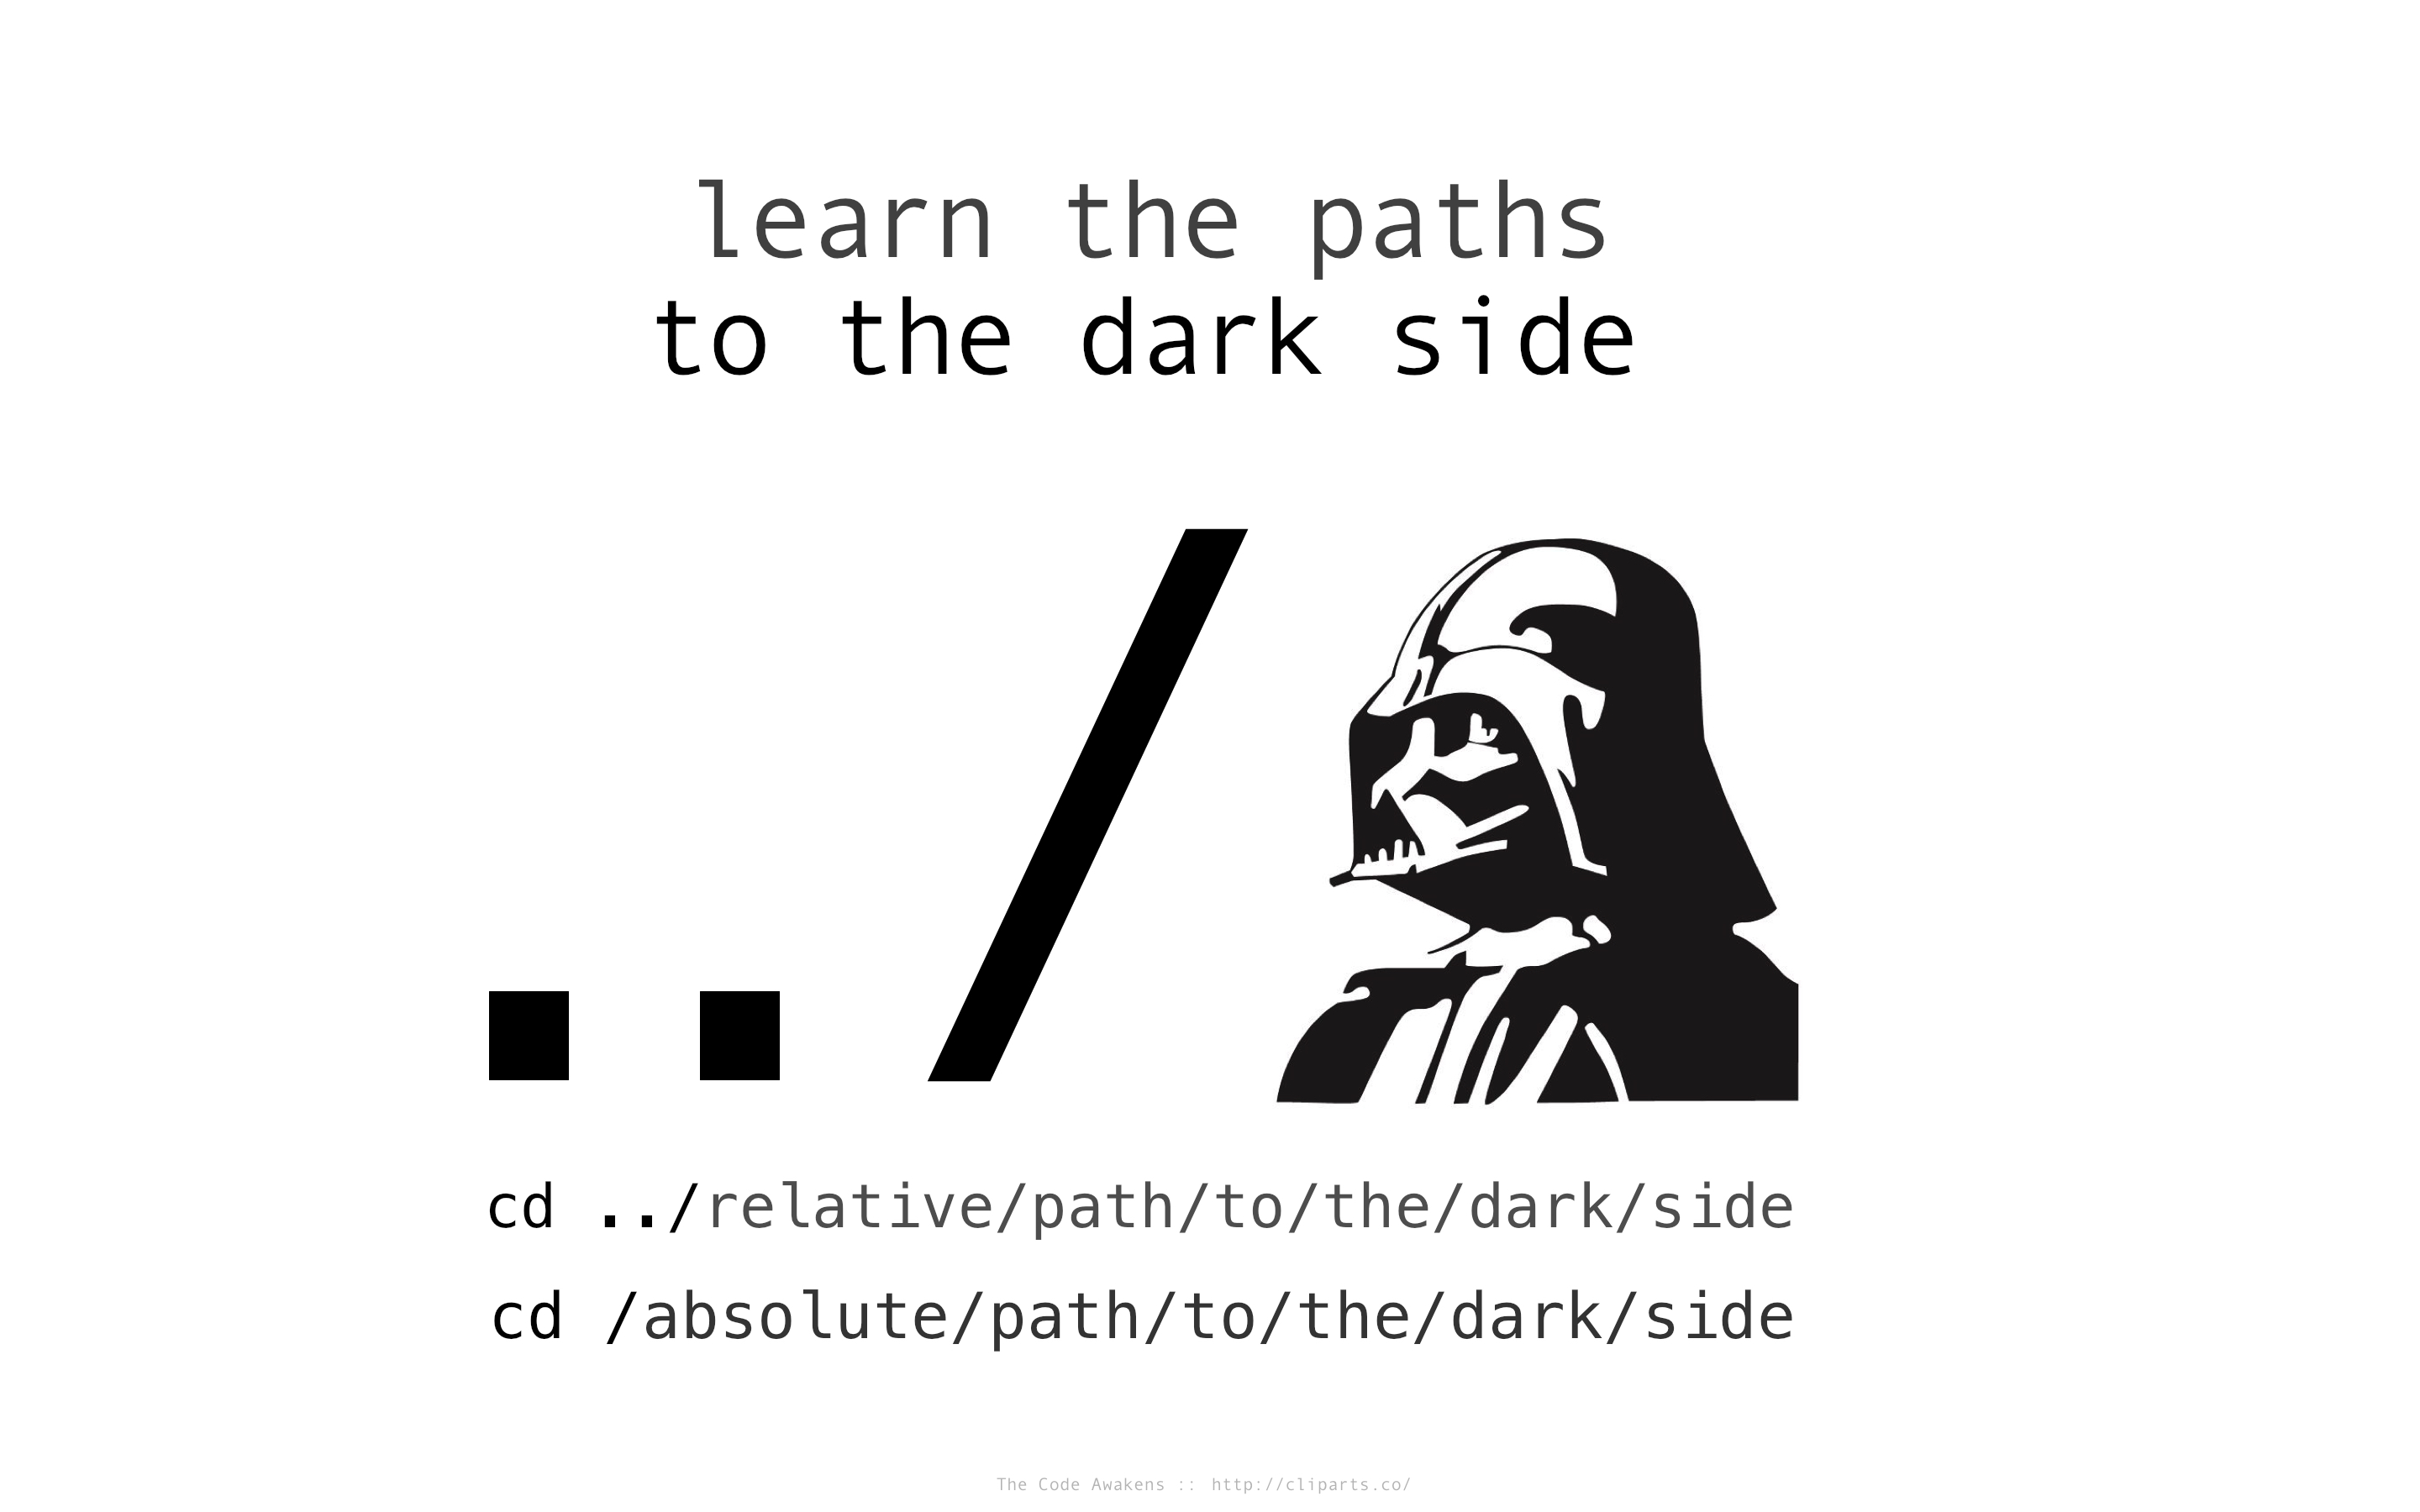 learn the paths
to the dark side
../
cd ../relative/path/to/the/dark/side
cd /absolute/path/to/the/dark/side
The Code Awakens :: http://cliparts.co/